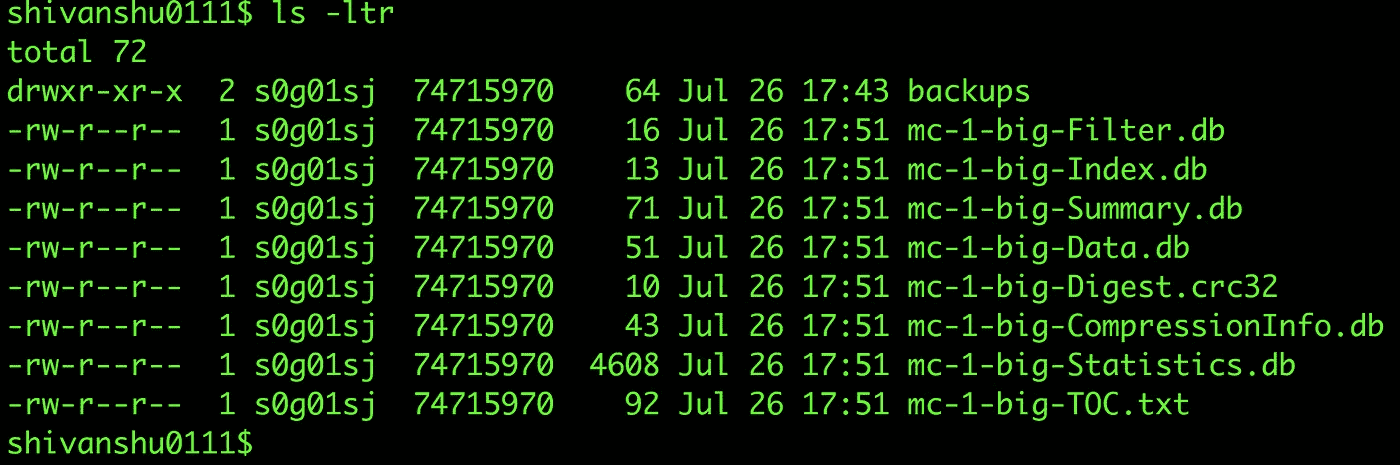 shivanshu0111$ ls -ltr
total 72
drwxr-xr-x  2 s0g01sj  74715970    64 Jul 26 17:43 backups
-rw-r--r--  1 s0g01sj  74715970    16 Jul 26 17:51 mc-1-big-Filter.db
-rw-r--r--  1 s0g01sj  74715970    13 Jul 26 17:51 mc-1-big-Index.db
-rw-r--r--  1 s0g01sj  74715970    71 Jul 26 17:51 mc-1-big-Summary.db
-rw-r--r--  1 s0g01sj  74715970    51 Jul 26 17:51 mc-1-big-Data.db
-rw-r--r--  1 s0g01sj  74715970    10 Jul 26 17:51 mc-1-big-Digest.crc32
-rw-r--r--  1 s0g01sj  74715970    43 Jul 26 17:51 mc-1-big-CompressionInfo.db
-rw-r--r--  1 s0g01sj  74715970  4608 Jul 26 17:51 mc-1-big-Statistics.db
-rw-r--r--  1 s0g01sj  74715970    92 Jul 26 17:51 mc-1-big-TOC.txt
shivanshu0111$